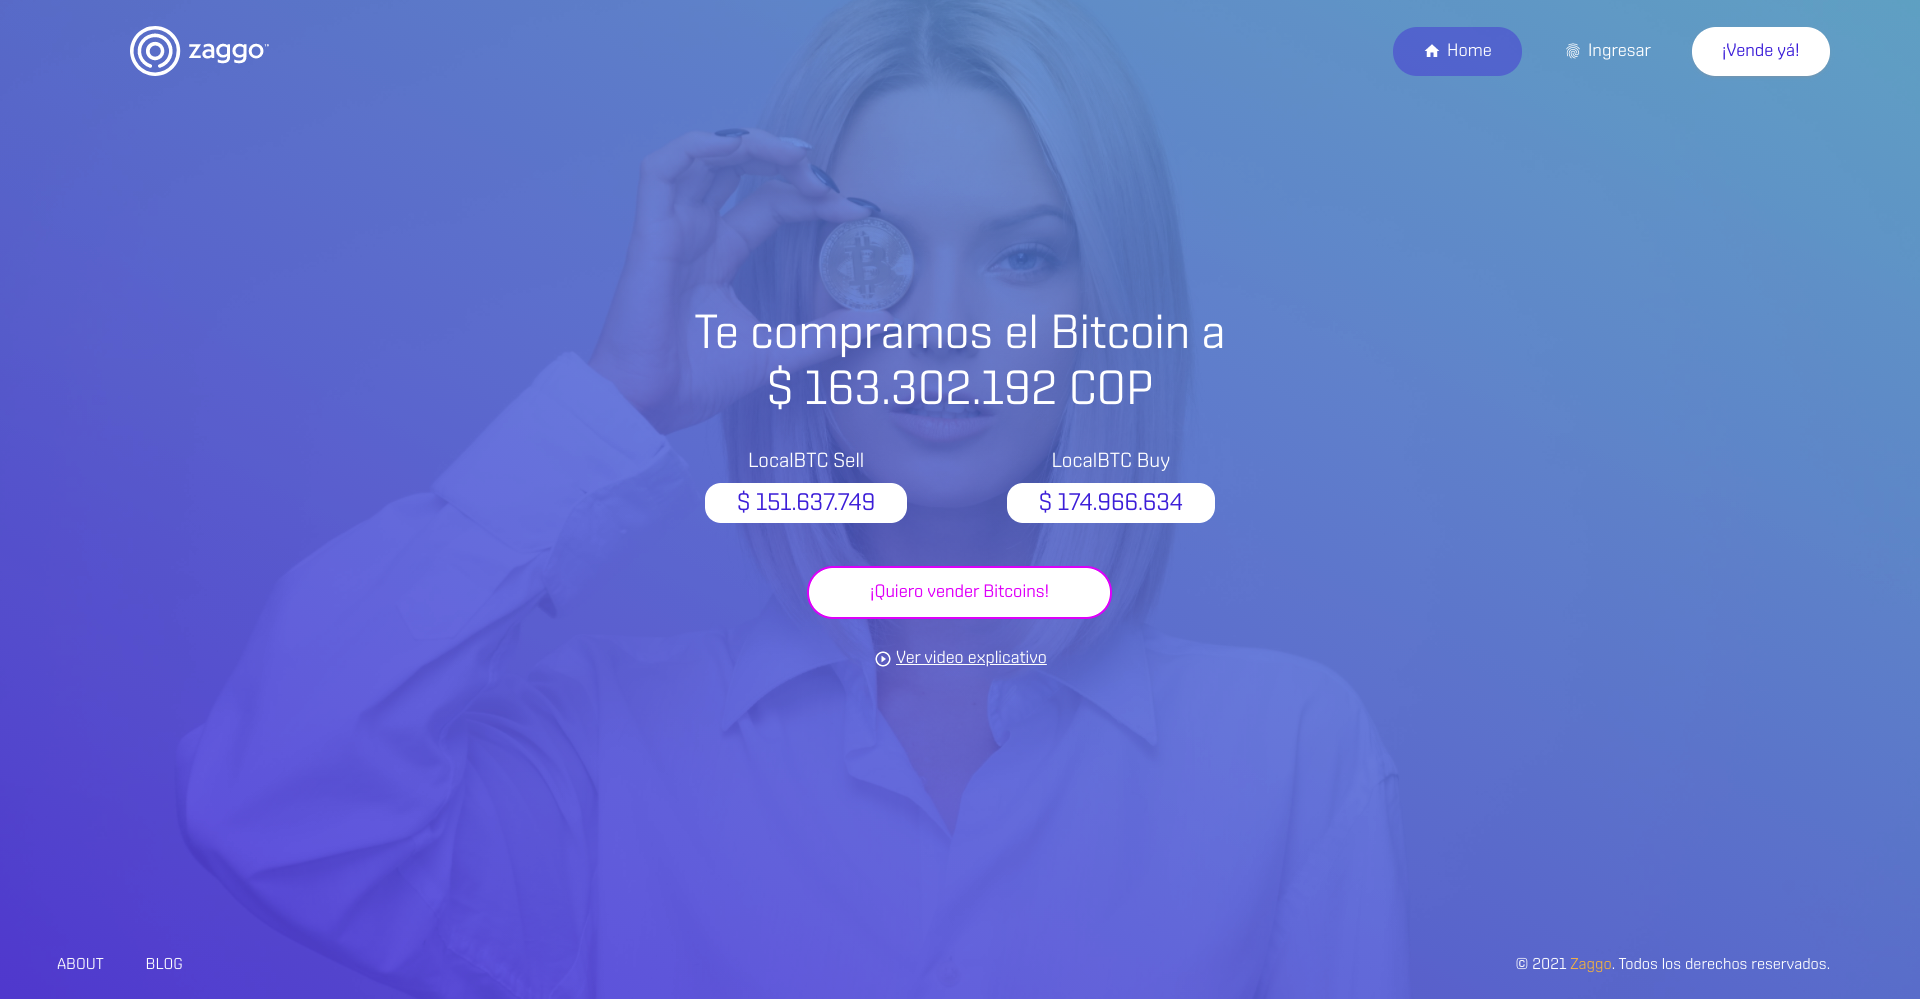 zaggo™
Home
Ingresar
¡Vende yá!
Te compramos el Bitcoin a
$ 163.302.192 COP
LocalBTC Sell
LocalBTC Buy
$ 151.637.749
$ 174.966.634
¡Quiero vender Bitcoins!
Ver video explicativo
ABOUT
BLOG
© 2021 Zaggo. Todos los derechos reservados.